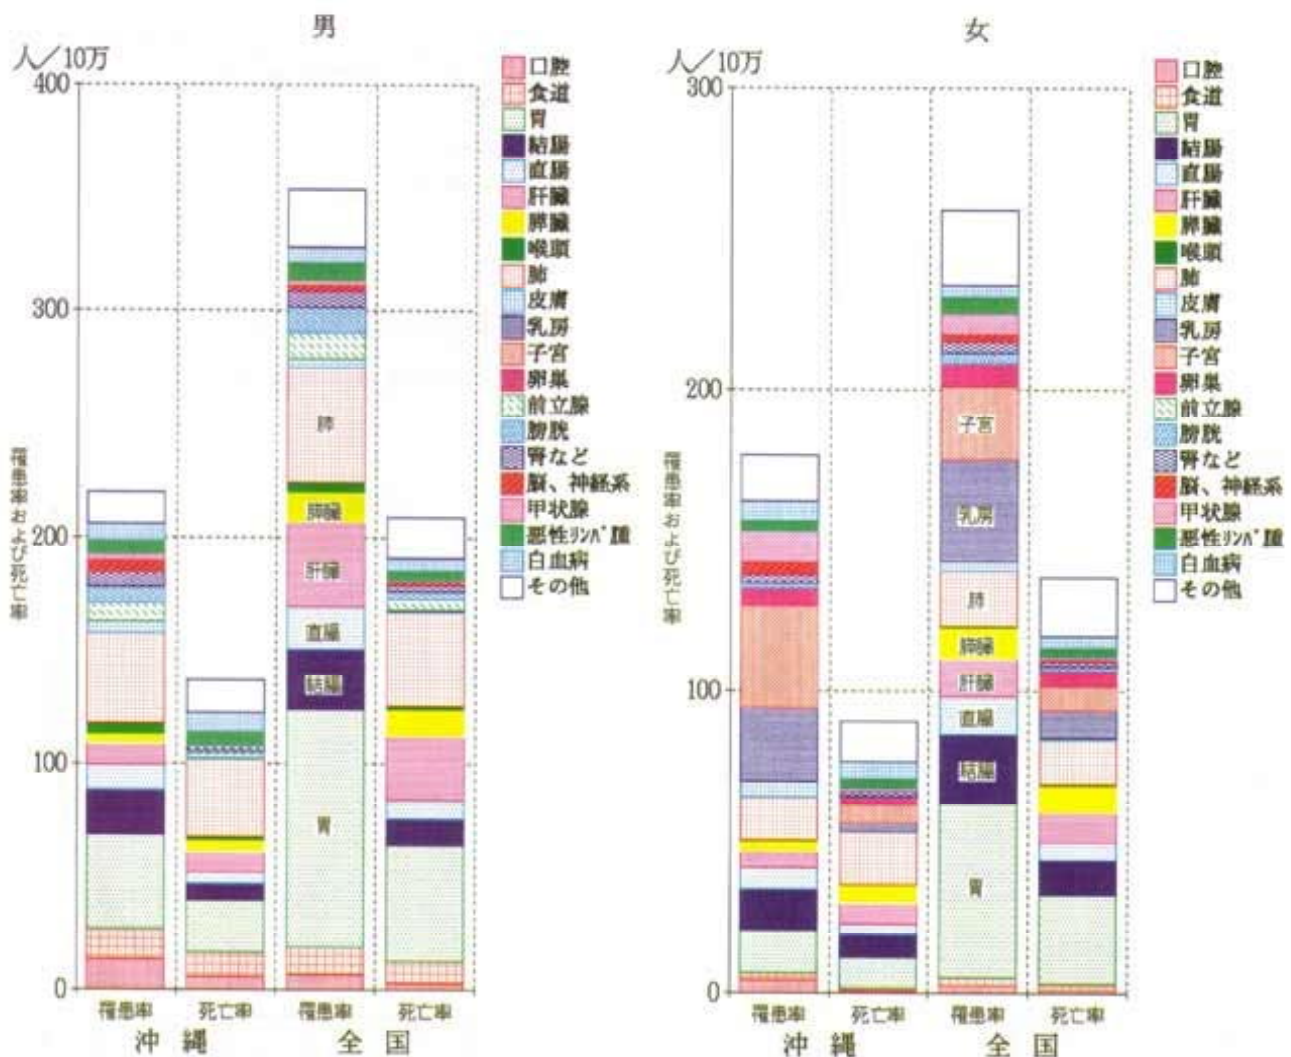 男
人/10万
400
300
200
100
0
罹患率および死亡率
口腔
食道
胃
結腸
直腸
肝臓
膵臓
喉頭
肺
皮膚
乳房
子宮
卵巣
前立腺
膀胱
腎など
脳、神経系
甲状腺
悪性リンパ腫
白血病
その他
肺
膵臓
肝臓
直腸
結腸
胃
罹患率 死亡率 罹患率 死亡率
沖縄 全国
女
人/10万
300
200
100
0
罹患率および死亡率
口腔
食道
胃
結腸
直腸
肝臓
膵臓
喉頭
肺
皮膚
乳房
子宮
卵巣
前立腺
膀胱
腎など
脳、神経系
甲状腺
悪性リンパ腫
白血病
その他
子宮
乳房
肺
膵臓
肝臓
直腸
結腸
胃
罹患率 死亡率 罹患率 死亡率
沖縄 全国